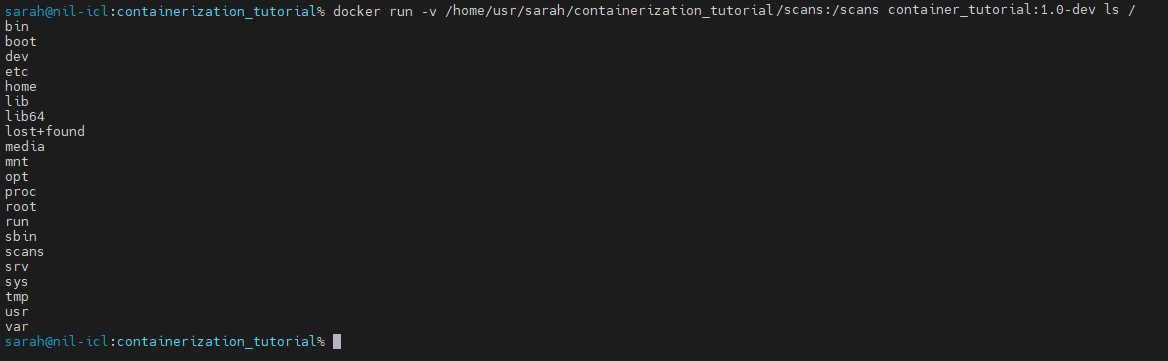 sarah@nil-icl:containerization_tutorial% docker run -v /home/usr/sarah/containerization_tutorial/scans:/scans container_tutorial:1.0-dev ls /
bin
boot
dev
etc
home
lib
lib64
lost+found
media
mnt
opt
proc
root
run
sbin
scans
srv
sys
tmp
usr
var
sarah@nil-icl:containerization_tutorial%